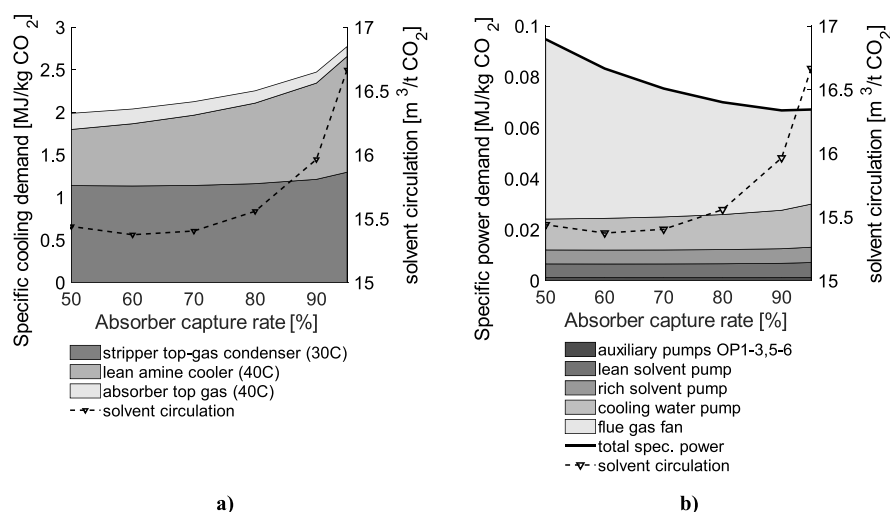 Specific cooling demand [MJ/kg CO2]
3
2.5
2
1.5
1
0.5
0
17
16.5
16
15.5
15
solvent circulation [m3/t CO2]
50 60 70 80 90
Absorber capture rate [%]
stripper top-gas condenser (30C)
lean amine cooler (40C)
absorber top gas (40C)
solvent circulation
a)
Specific power demand [MJ/kg CO2]
0.1
0.08
0.06
0.04
0.02
0
17
16.5
16
15.5
15
solvent circulation [m3/t CO2]
50 60 70 80 90
Absorber capture rate [%]
auxiliary pumps OP1-3,5-6
lean solvent pump
rich solvent pump
cooling water pump
flue gas fan
total spec. power
solvent circulation
b)